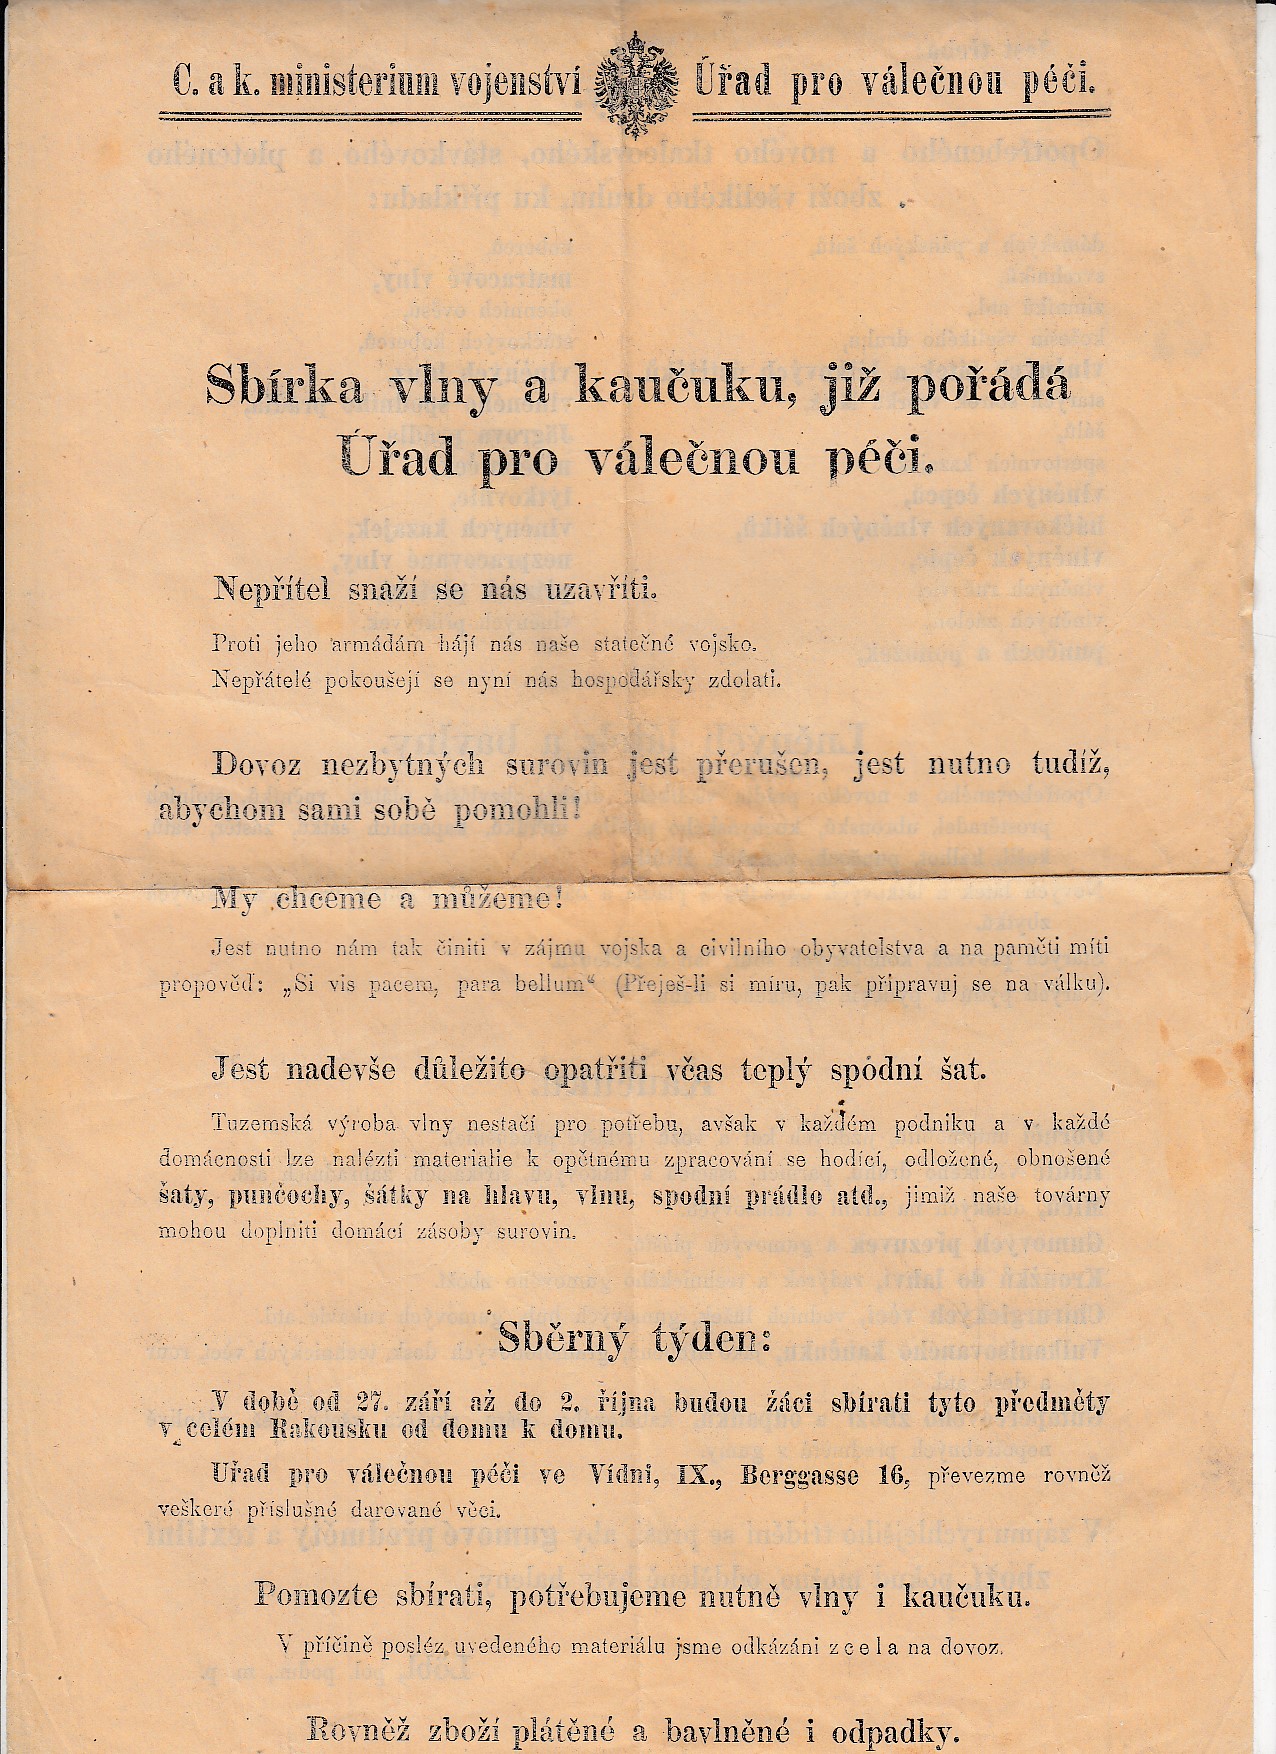 C. a k. ministerium vojenství Úřad pro válečnou péči.
Sbírka vlny a kaučuku, již pořádá
Úřad pro válečnou péči.
Nepřítel snaží se nás uzavříti.
Proti jeho armádám hájí nás naše statečné vojsko.
Nepřátelé pokoušejí se nyní nás hospodářsky zdolati.
Dovoz nezbytných surovin jest přerušen, jest nutno tudíž,
abychom sami sobě pomohli!
My chceme a můžeme!
Jest nutno nám tak činiti v zájmu vojska a civilního obyvatelstva a na paměti míti
propověď: „Si vis pacem, para bellum“ (Přeješ-li si míru, pak připravuj se na válku).
Jest nadevše důležito opatřiti včas teplý spódní šat.
Tuzemská výroba vlny nestačí pro potřebu, avšak v každém podniku a v každé
domácnosti lze nalézti materialie k opětnému zpracování se hodící, odložené, obnošené
šaty, punčochy, šátky na hlavu, vlnu, spodní prádlo atd., jimiž naše továrny
mohou doplniti domácí zásoby surovin.
Sběrný týden:
V době od 27. září až do 2. října budou žáci sbírati tyto předměty
v celém Rakousku od domu k domu.
Úřad pro válečnou péči ve Vídni, IX., Berggasse 16, převezme rovněž
veškeré příslušné darované věci.
Pomozte sbírati, potřebujeme nutně vlny i kaučuku.
V příčině posléz uvedeného materiálu jsme odkázáni zcela na dovoz.
Rovněž zboží plátěné a bavlněné i odpadky.